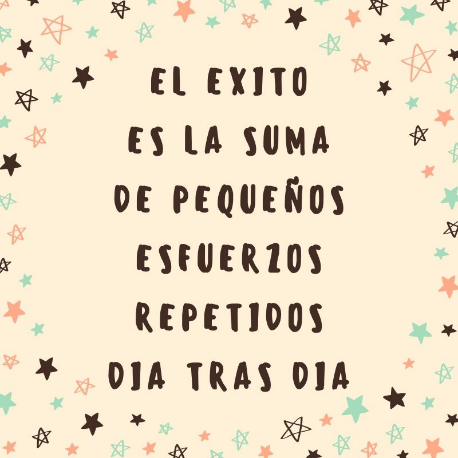 EL EXITO
ES LA SUMA
DE PEQUEÑOS
ESFUERZOS
REPETIDOS
DIA TRAS DIA